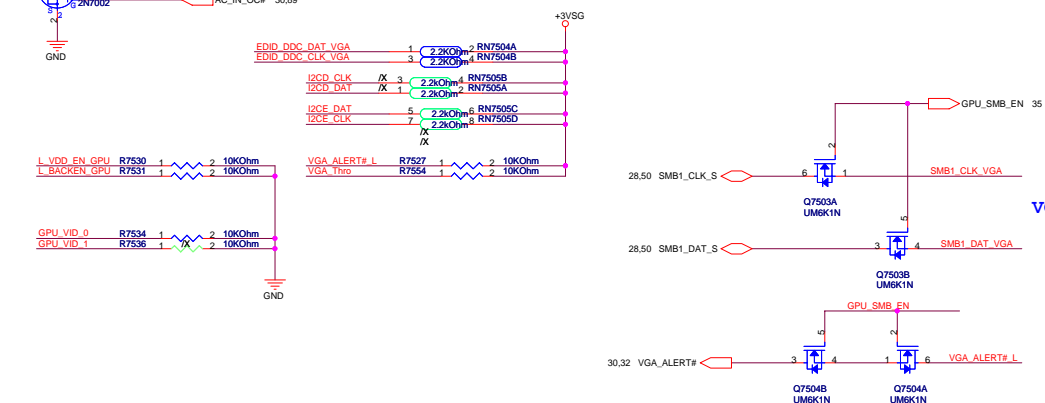 S G 2 2N7002
AC_IN_OC# 30,89
2
GND
+3VSG
EDID_DDC_DAT_VGA 1 2.2KOhm 2 RN7504A
EDID_DDC_CLK_VGA 3 2.2KOhm 4 RN7504B
I2CD_CLK /X 3 2.2kOhm 4 RN7505B
I2CD_DAT /X 1 2.2kOhm 2 RN7505A
I2CE_DAT 5 2.2kOhm 6 RN7505C
I2CE_CLK 7 2.2kOhm 8 RN7505D
/X
/X
L_VDD_EN_GPU R7530 1 2 10KOhm
L_BACKEN_GPU R7531 1 2 10KOhm
VGA_ALERT#_L R7527 1 2 10KOhm
VGA_Thro R7554 1 2 10KOhm
GPU_VID_0 R7534 1 2 10KOhm
GPU_VID_1 R7536 1 /X 2 10KOhm
GND
GPU_SMB_EN 35
2
28,50 SMB1_CLK_S 6 1 SMB1_CLK_VGA
Q7503A
UM6K1N
5
28,50 SMB1_DAT_S 3 4 SMB1_DAT_VGA
Q7503B
UM6K1N
GPU_SMB_EN
5 2
30,32 VGA_ALERT# 3 4 1 6 VGA_ALERT#_L
Q7504B Q7504A
UM6K1N UM6K1N